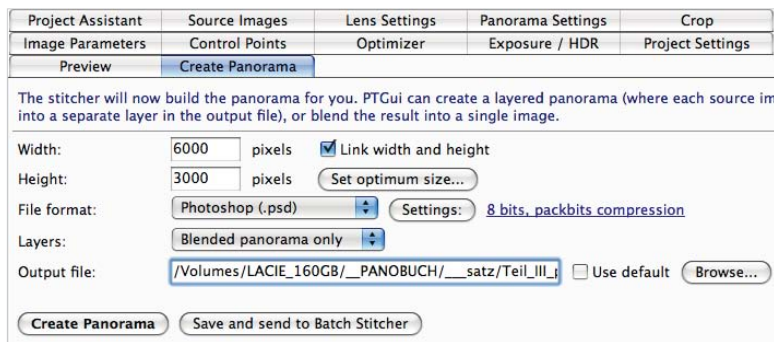 Project Assistant Source Images Lens Settings Panorama Settings Crop
Image Parameters Control Points Optimizer Exposure / HDR Project Settings
Preview Create Panorama
The stitcher will now build the panorama for you. PTGui can create a layered panorama (where each source im
into a separate layer in the output file), or blend the result into a single image.
Width: 6000 pixels Link width and height
Height: 3000 pixels Set optimum size...
File format: Photoshop (.psd) Settings: 8 bits, packbits compression
Layers: Blended panorama only
Output file: /Volumes/LACIE_160GB/__PANOBUCH/___satz/Teil_III_p Use default Browse...
Create Panorama Save and send to Batch Stitcher